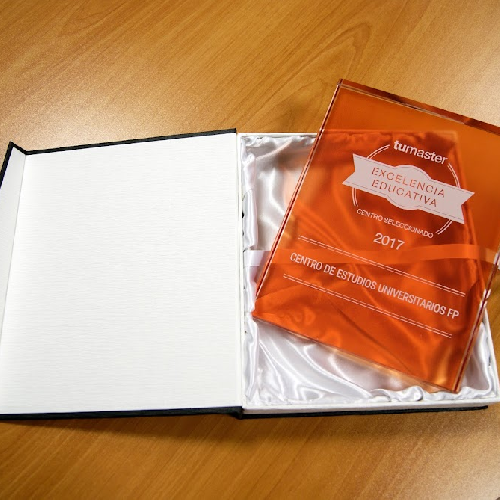 tumaster
EXCELENCIA
EDUCATIVA
CENTRO SELECCIONADO
2017
CENTRO DE ESTUDIOS UNIVERSITARIOS FP